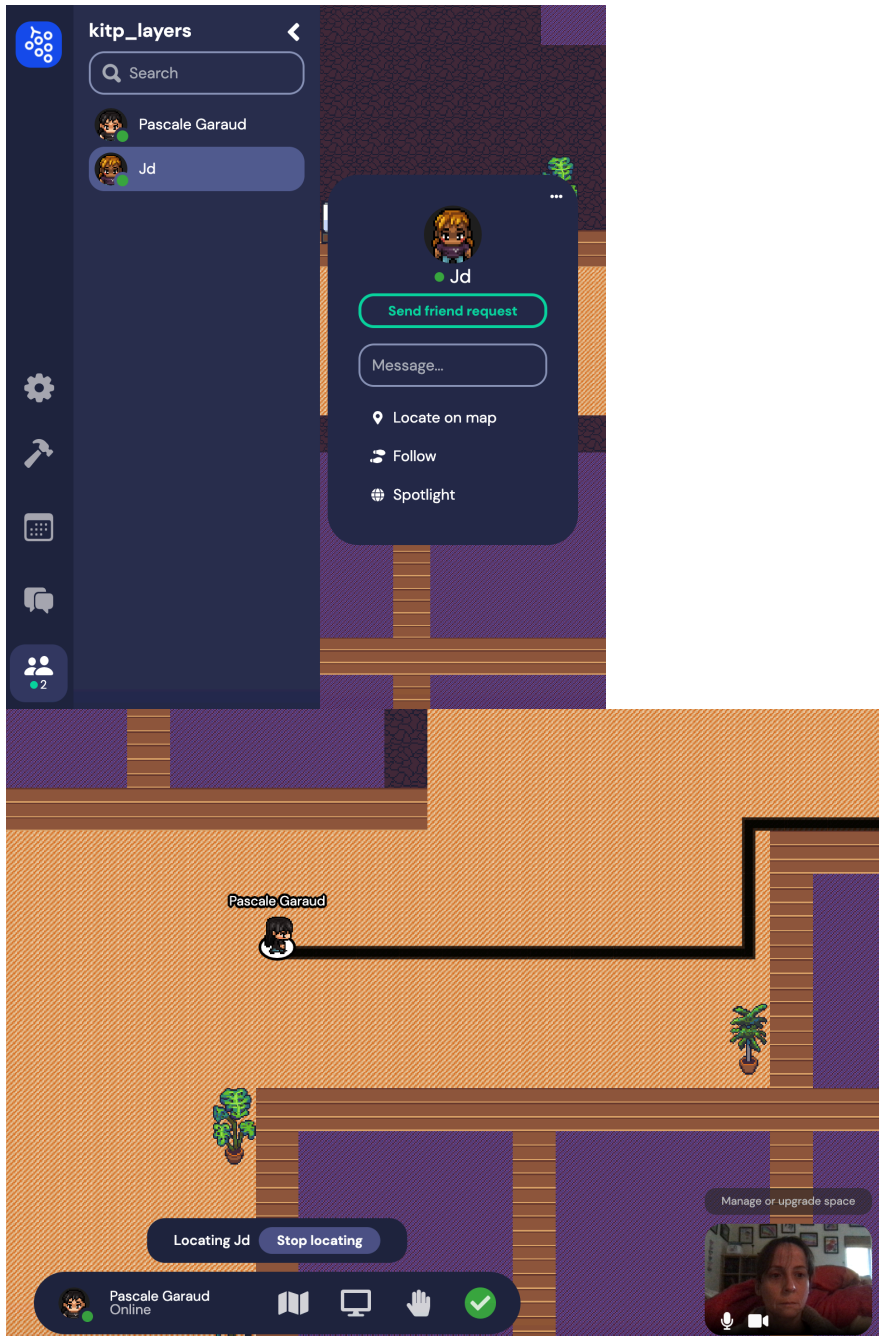 kitp_layers
Search
Pascale Garaud
Jd
Jd
Send friend request
Message...
Locate on map
Follow
Spotlight
2
Pascale Garaud
Manage or upgrade space
Locating Jd Stop locating
Pascale Garaud
Online